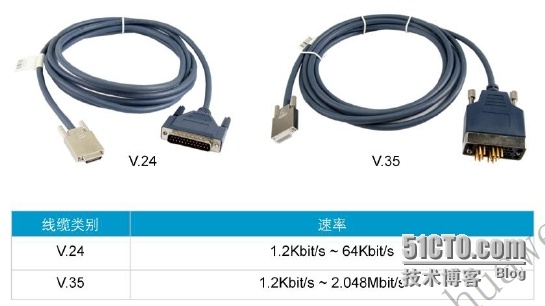 V.24
V.35
线缆类别 速率
V.24 1.2Kbit/s ~ 64Kbit/s
V.35 1.2Kbit/s ~ 2.048Mbit/s
51CTO.com
技术博客 Blog
huawe